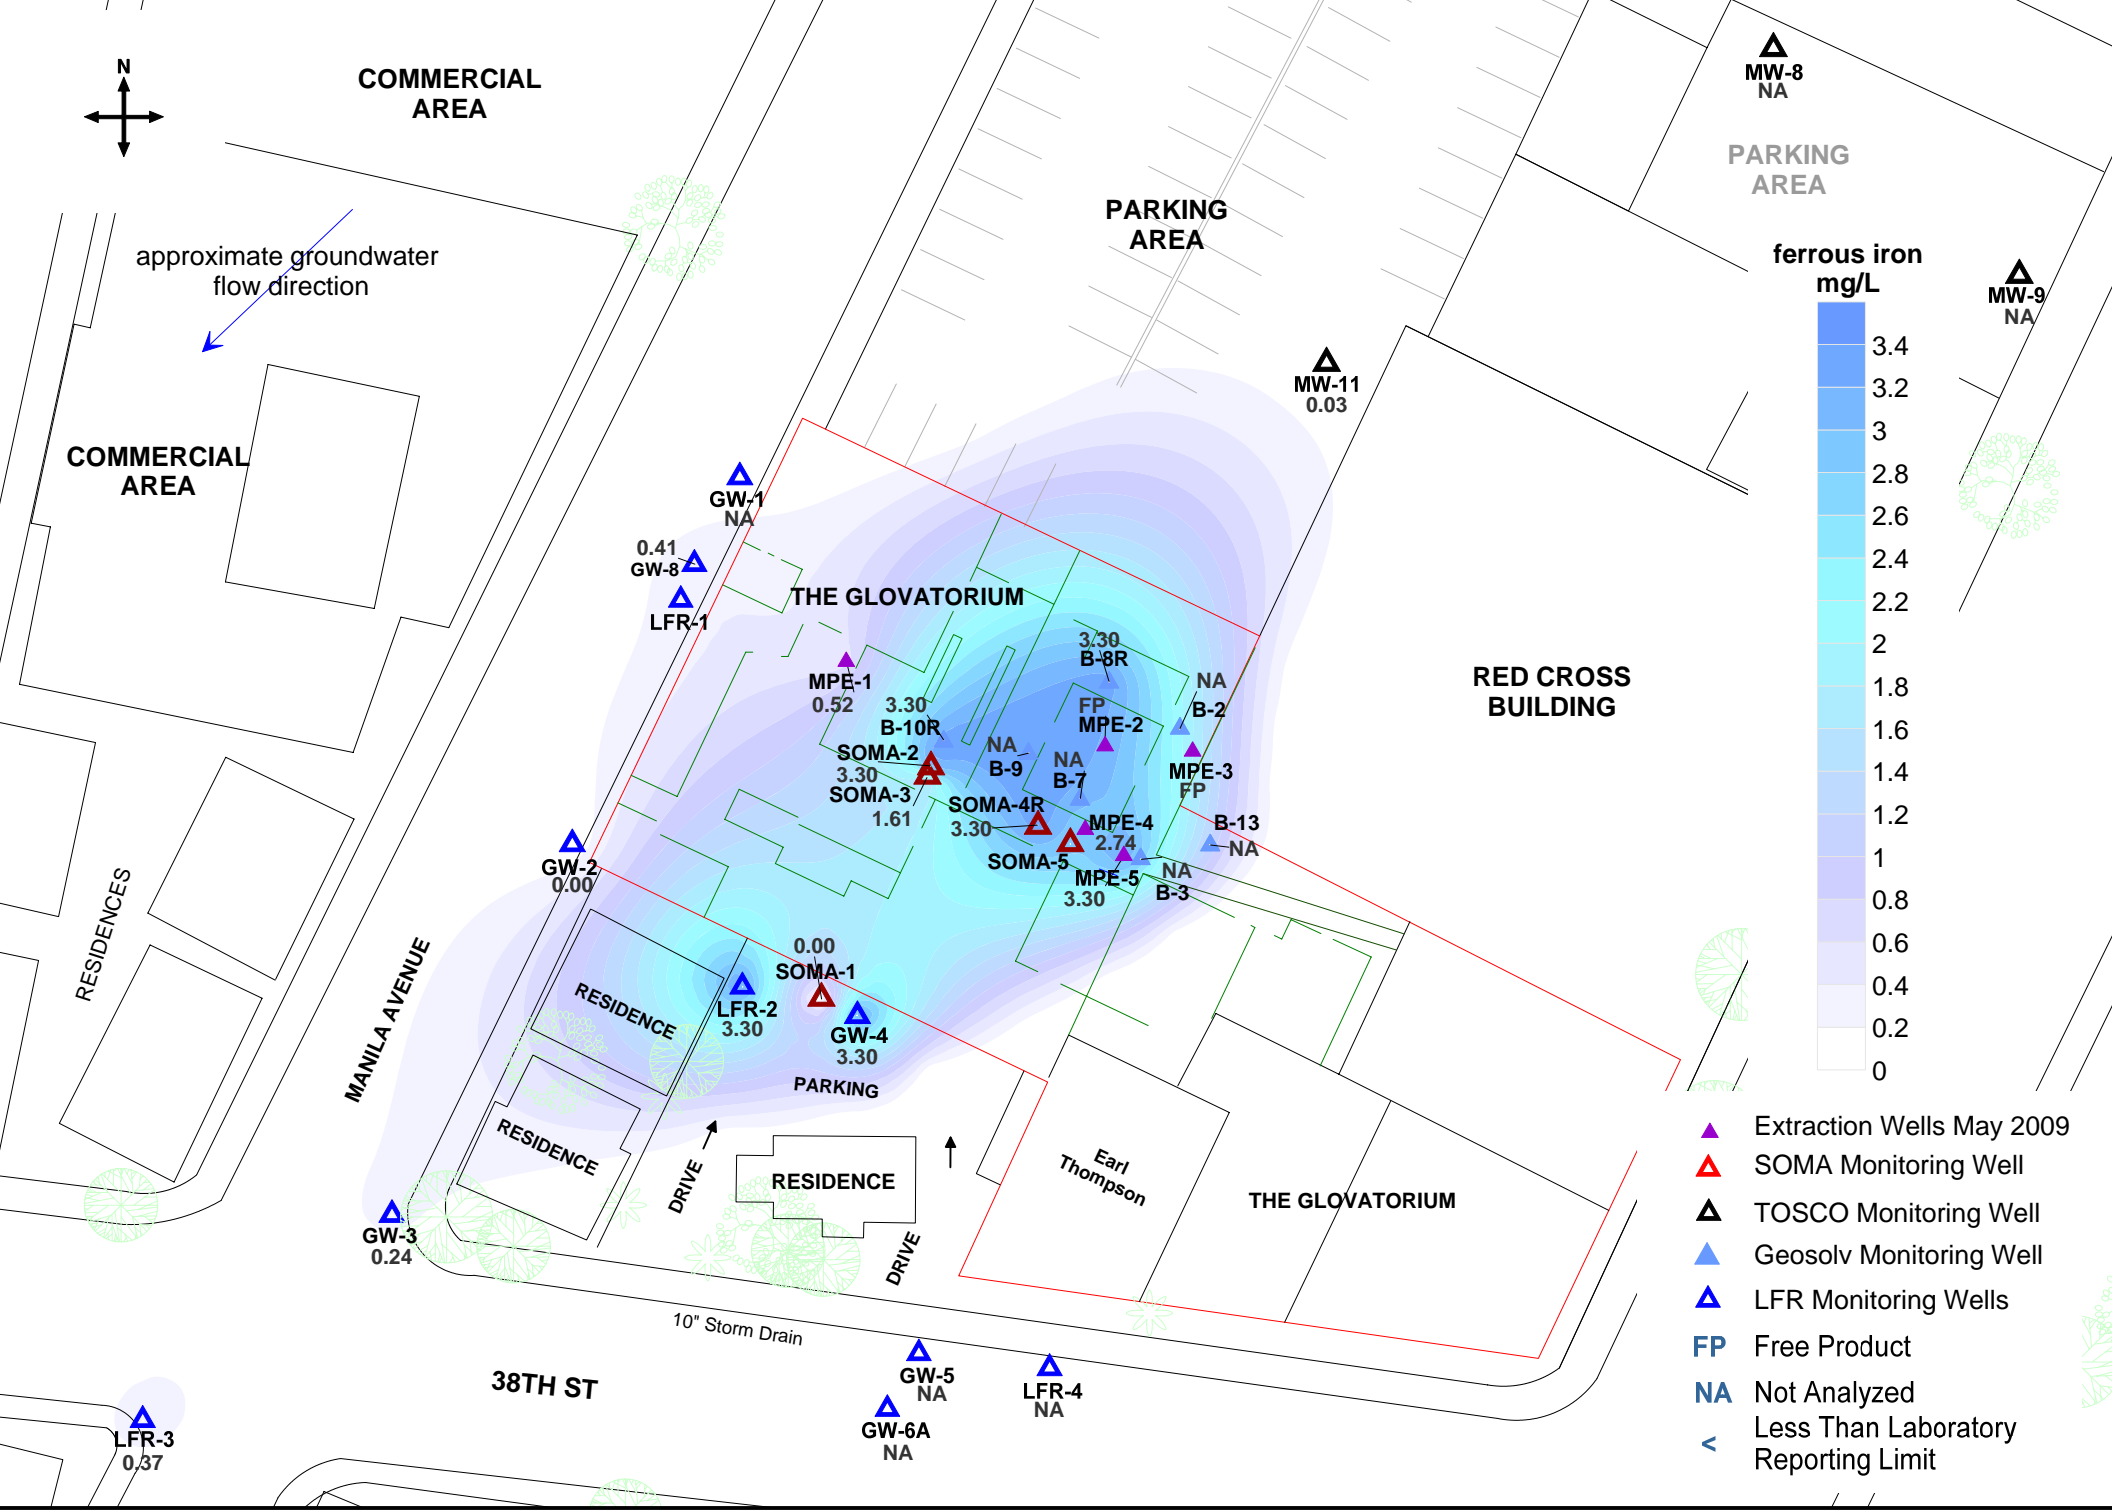 N
COMMERCIAL
AREA
MW-8
NA
PARKING
AREA
PARKING
AREA
approximate groundwater
flow direction
ferrous iron
mg/L
3.4
3.2
3
2.8
2.6
2.4
2.2
2
1.8
1.6
1.4
1.2
1
0.8
0.6
0.4
0.2
0
MW-9
NA
MW-11
0.03
COMMERCIAL
AREA
GW-1
NA
0.41
GW-8
LFR-1
THE GLOVATORIUM
MPE-1
0.52
3.30
B-8R
NA
B-2
FP
MPE-2
3.30
B-10R
SOMA-2
3.30
SOMA-3
1.61
NA
B-9
NA
B-7
MPE-3
FP
SOMA-4R
3.30
MPE-4
2.74
SOMA-5
MPE-5
3.30
B-13
NA
NA
B-3
RED CROSS
BUILDING
GW-2
0.00
RESIDENCES
MANILA AVENUE
RESIDENCE
LFR-2
3.30
0.00
SOMA-1
GW-4
3.30
PARKING
RESIDENCE
DRIVE
RESIDENCE
DRIVE
Earl
Thompson
THE GLOVATORIUM
GW-3
0.24
10" Storm Drain
38TH ST
GW-5
NA
GW-6A
NA
LFR-4
NA
LFR-3
0.37
Extraction Wells May 2009
SOMA Monitoring Well
TOSCO Monitoring Well
Geosolv Monitoring Well
LFR Monitoring Wells
FP Free Product
NA Not Analyzed
< Less Than Laboratory
Reporting Limit